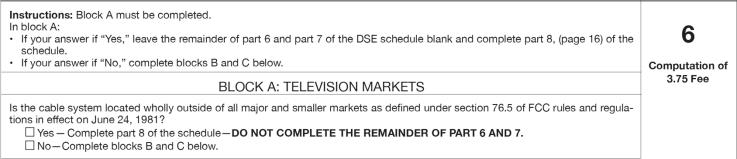 Instructions: Block A must be completed.
In block A:
• If your answer if “Yes,” leave the remainder of part 6 and part 7 of the DSE schedule blank and complete part 8, (page 16) of the
schedule.
• If your answer if “No,” complete blocks B and C below.
6
Computation of
3.75 Fee
BLOCK A: TELEVISION MARKETS
Is the cable system located wholly outside of all major and smaller markets as defined under section 76.5 of FCC rules and regula-
tions in effect on June 24, 1981?
☐ Yes—Complete part 8 of the schedule—DO NOT COMPLETE THE REMAINDER OF PART 6 AND 7.
☐ No—Complete blocks B and C below.